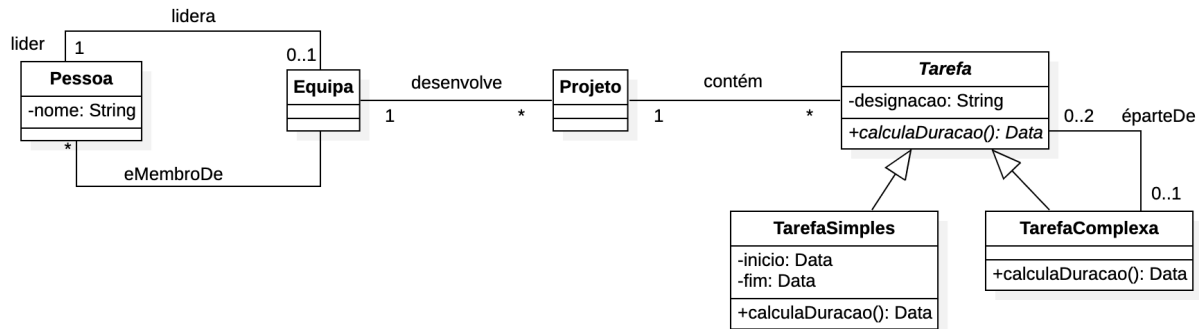 lidera
lider
1
0..1
Pessoa
-nome: String
*
eMembroDe
Equipa
desenvolve
1
*
Projeto
contém
1
*
Tarefa
-designacao: String
+calculaDuracao(): Data
0..2
éparteDe
0..1
TarefaSimples
-inicio: Data
-fim: Data
+calculaDuracao(): Data
TarefaComplexa
+calculaDuracao(): Data